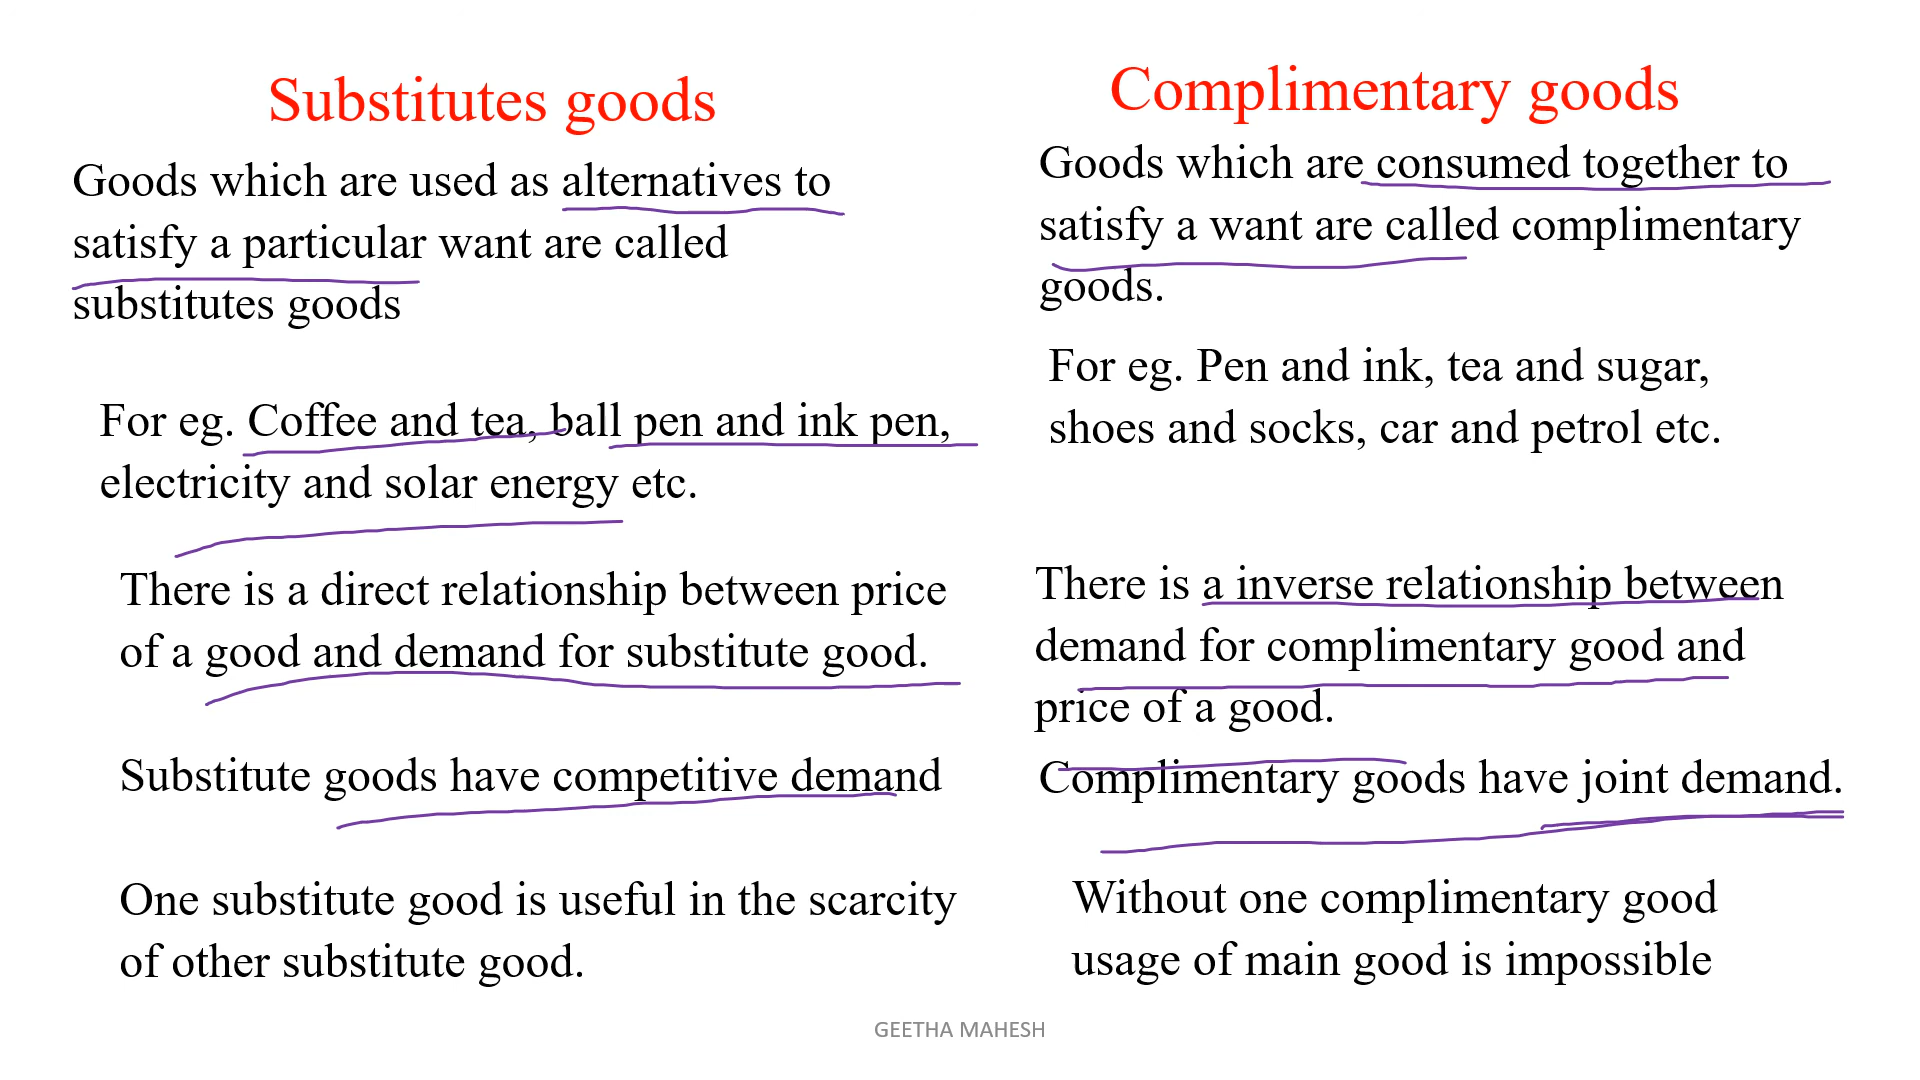 Substitutes goods
Goods which are used as alternatives to
satisfy a particular want are called
substitutes goods
For eg. Coffee and tea, ball pen and ink pen,
electricity and solar energy etc.
There is a direct relationship between price
of a good and demand for substitute good.
Substitute goods have competitive demand
One substitute good is useful in the scarcity
of other substitute good.
Complimentary goods
Goods which are consumed together to
satisfy a want are called complimentary
goods.
For eg. Pen and ink, tea and sugar,
shoes and socks, car and petrol etc.
There is a inverse relationship between
demand for complimentary good and
price of a good.
Complimentary goods have joint demand.
Without one complimentary good
usage of main good is impossible
GEETHA MAHESH